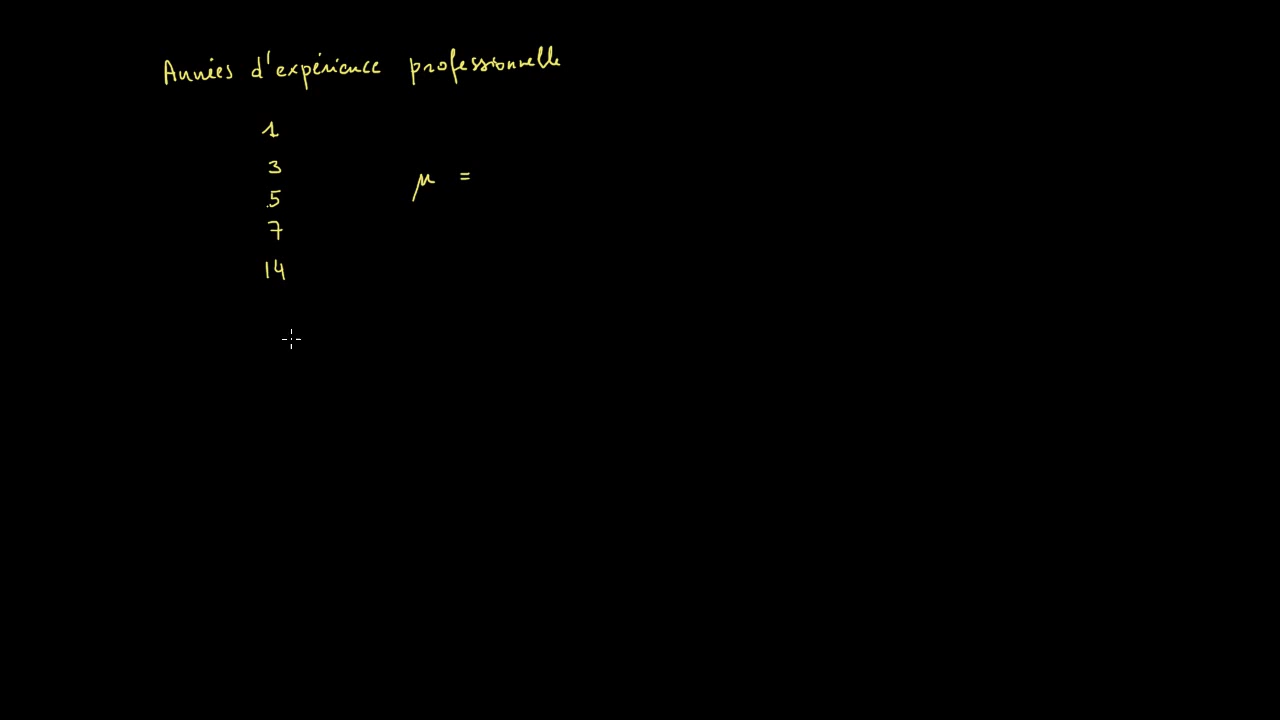 Années d'expérience professionnelle
1
3
μ =
5
7
14